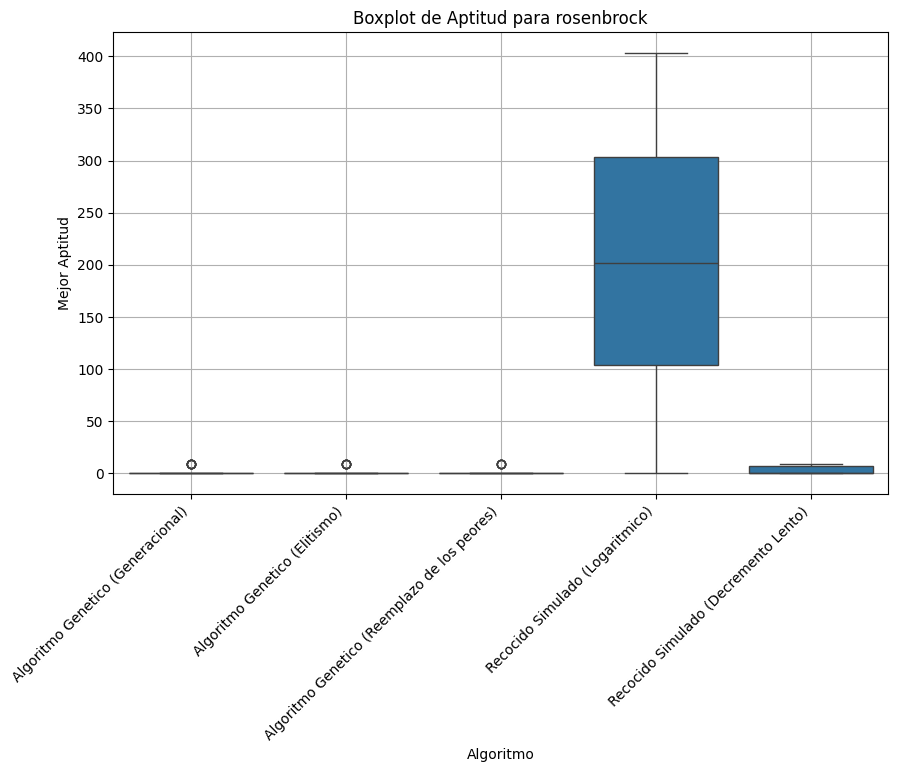 Boxplot de Aptitud para rosenbrock
Mejor Aptitud
400
350
300
250
200
150
100
50
0
Algoritmo Genetico (Generacional)
Algoritmo Genetico (Elitismo)
Algoritmo Genetico (Reemplazo de los peores)
Recocido Simulado (Logaritmico)
Recocido Simulado (Decremento Lento)
Algoritmo